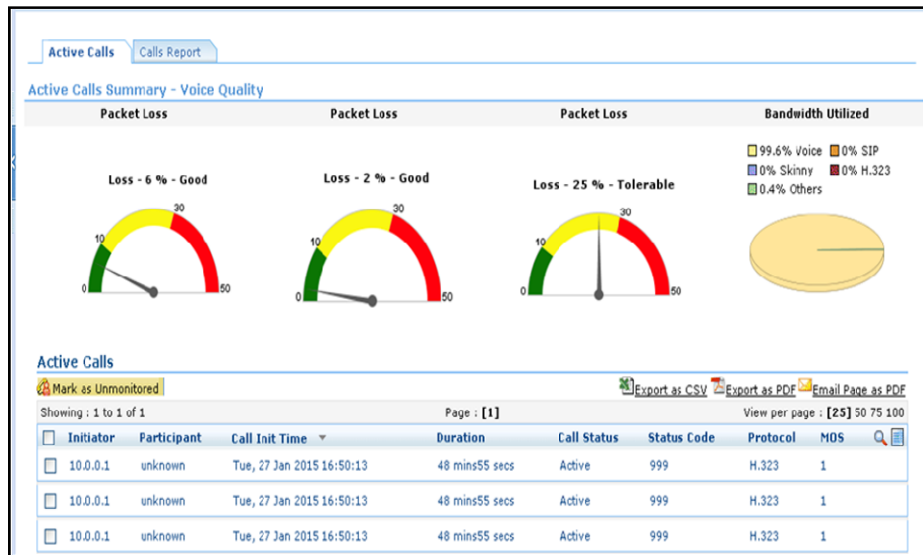 Active Calls Calls Report
Active Calls Summary - Voice Quality
Packet Loss Packet Loss Packet Loss Bandwidth Utilized
99.6% Voice 0% SIP
0% Skinny 0% H.323
0.4% Others
Loss - 6 % - Good Loss - 2 % - Good Loss - 25 % - Tolerable
0 10 30 50
0 10 30 50
0 10 30 50
Active Calls
Mark as Unmonitored Export as CSV Export as PDF Email Page as PDF
Showing : 1 to 1 of 1 Page : [1] View per page : [25] 50 75 100
Initiator Participant Call Init Time Duration Call Status Status Code Protocol MOS
10.0.0.1 unknown Tue, 27 Jan 2015 16:50:13 48 mins55 secs Active 999 H.323 1
10.0.0.1 unknown Tue, 27 Jan 2015 16:50:13 48 mins55 secs Active 999 H.323 1
10.0.0.1 unknown Tue, 27 Jan 2015 16:50:13 48 mins55 secs Active 999 H.323 1